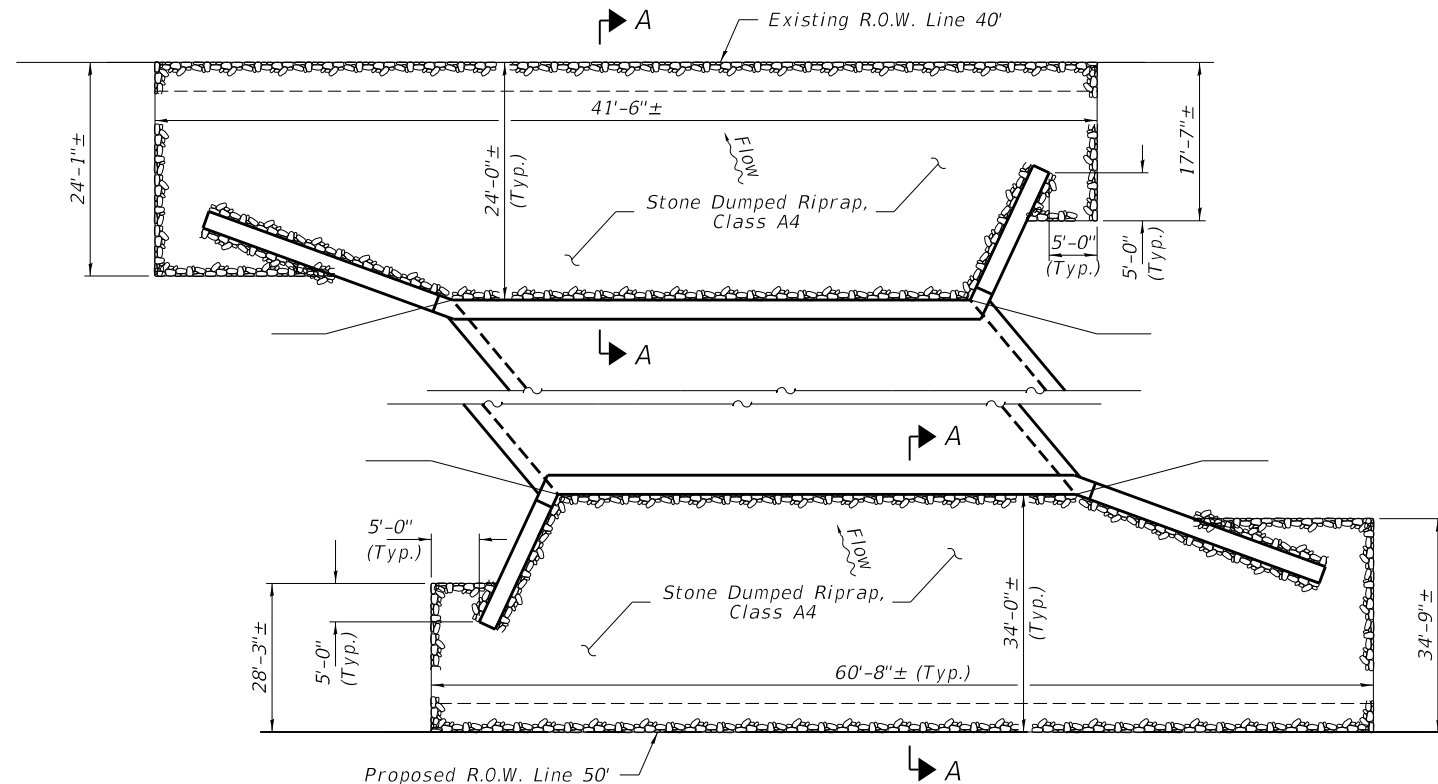 A
Existing R.O.W. Line 40'
41'-6"±
24'-1"±
24'-0"±
(Typ.)
Flow
17'-7"±
Stone Dumped Riprap,
Class A4
5'-0"
(Typ.)
5'-0"
(Typ.)
A
A
5'-0"
(Typ.)
Flow
Stone Dumped Riprap,
Class A4
34'-0"±
(Typ.)
28'-3"±
5'-0"
(Typ.)
60'-8"± (Typ.)
34'-9"±
Proposed R.O.W. Line 50'
A